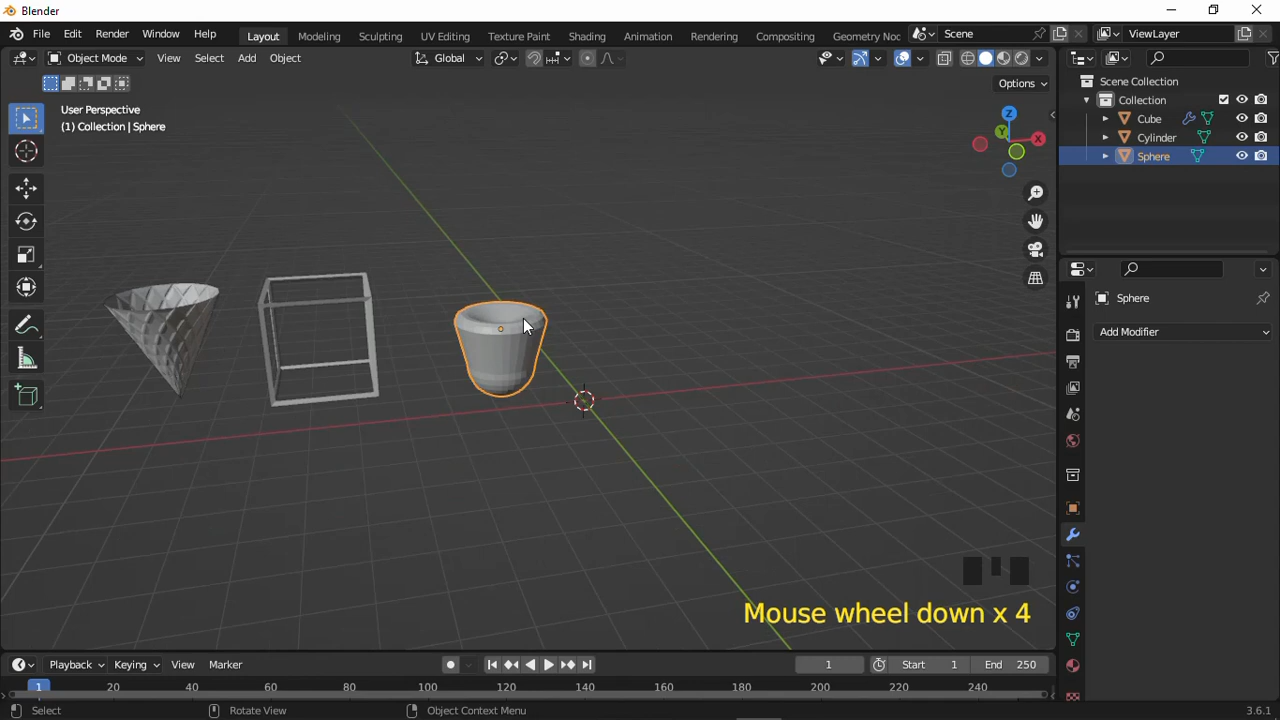 Blender
File Edit Render Window Help Layout Modeling Sculpting UV Editing Texture Paint Shading Animation Rendering Compositing Geometry Noc Scene ViewLayer
Object Mode View Select Add Object Global
Options
User Perspective
(1) Collection | Sphere
X
Y
Z
Scene Collection
Collection
Cube
Cylinder
Sphere
Sphere
Add Modifier
Mouse wheel down x 4
Playback Keying View Marker 1 Start 1 End 250
1 20 40 60 80 100 120 140 160 180 200 220 240
Select Rotate View Object Context Menu 3.6.1